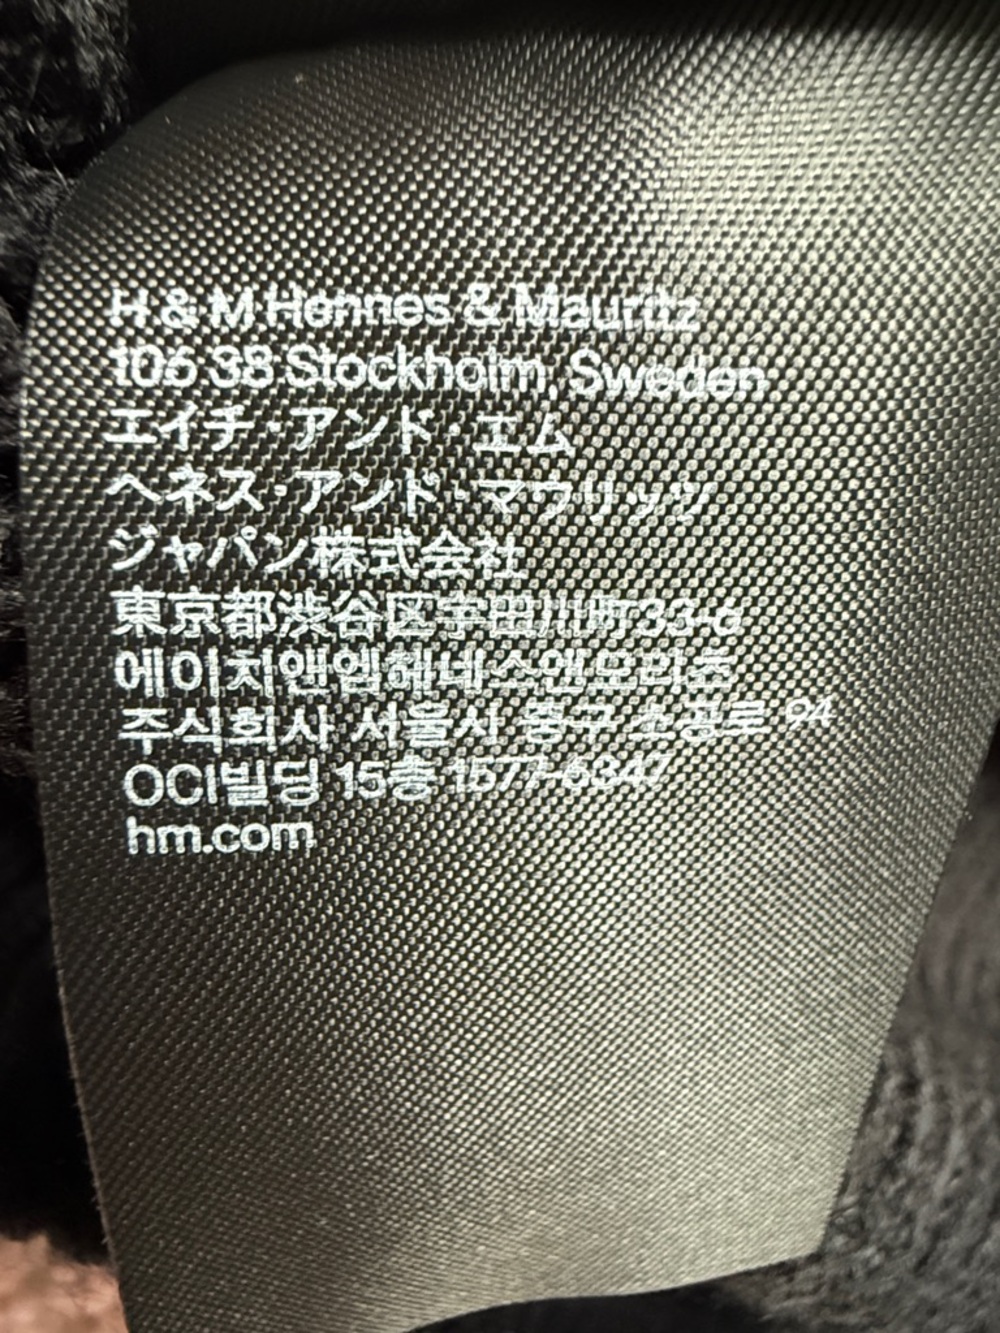 H & M Hennes & Mauritz
106 38 Stockholm, Sweden
エイチ・アンド・エム
ヘネス・アンド・マウリッツ
ジャパン株式会社
東京都渋谷区宇田川町33-6
에이치앤엠헤네스앤모리츠
주식회사 서울시 중구 소공로 94
OCI빌딩 15층 1577-6347
hm.com